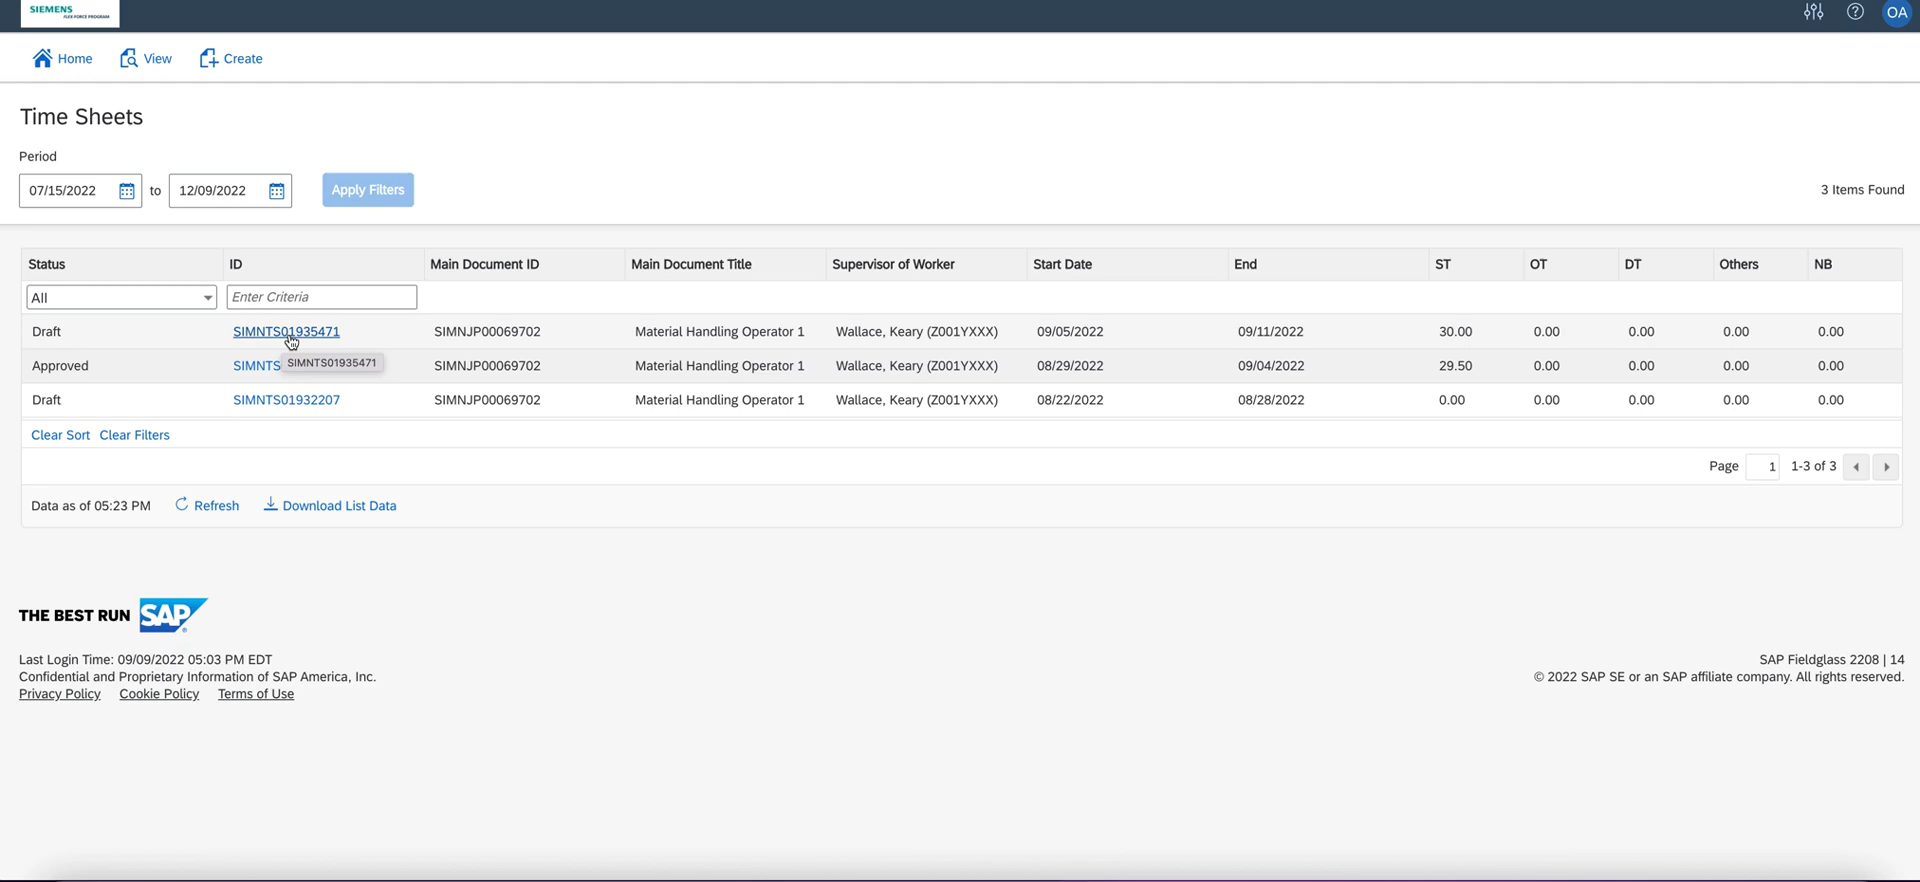 SIEMENS
FLEX-FORCE PROGRAM
OA
Home View Create
Time Sheets
Period
07/15/2022 to 12/09/2022 Apply Filters 3 Items Found
Status ID Main Document ID Main Document Title Supervisor of Worker Start Date End ST OT DT Others NB
All Enter Criteria
Draft SIMNTS01935471 SIMNJP00069702 Material Handling Operator 1 Wallace, Keary (Z001YXXX) 09/05/2022 09/11/2022 30.00 0.00 0.00 0.00 0.00
Approved SIMNTS SIMNTS01935471 SIMNJP00069702 Material Handling Operator 1 Wallace, Keary (Z001YXXX) 08/29/2022 09/04/2022 29.50 0.00 0.00 0.00 0.00
Draft SIMNTS01932207 SIMNJP00069702 Material Handling Operator 1 Wallace, Keary (Z001YXXX) 08/22/2022 08/28/2022 0.00 0.00 0.00 0.00 0.00
Clear Sort Clear Filters
Page 1 1-3 of 3
Data as of 05:23 PM Refresh Download List Data
THE BEST RUN SAP
Last Login Time: 09/09/2022 05:03 PM EDT SAP Fieldglass 2208 | 14
Confidential and Proprietary Information of SAP America, Inc. © 2022 SAP SE or an SAP affiliate company. All rights reserved.
Privacy Policy Cookie Policy Terms of Use